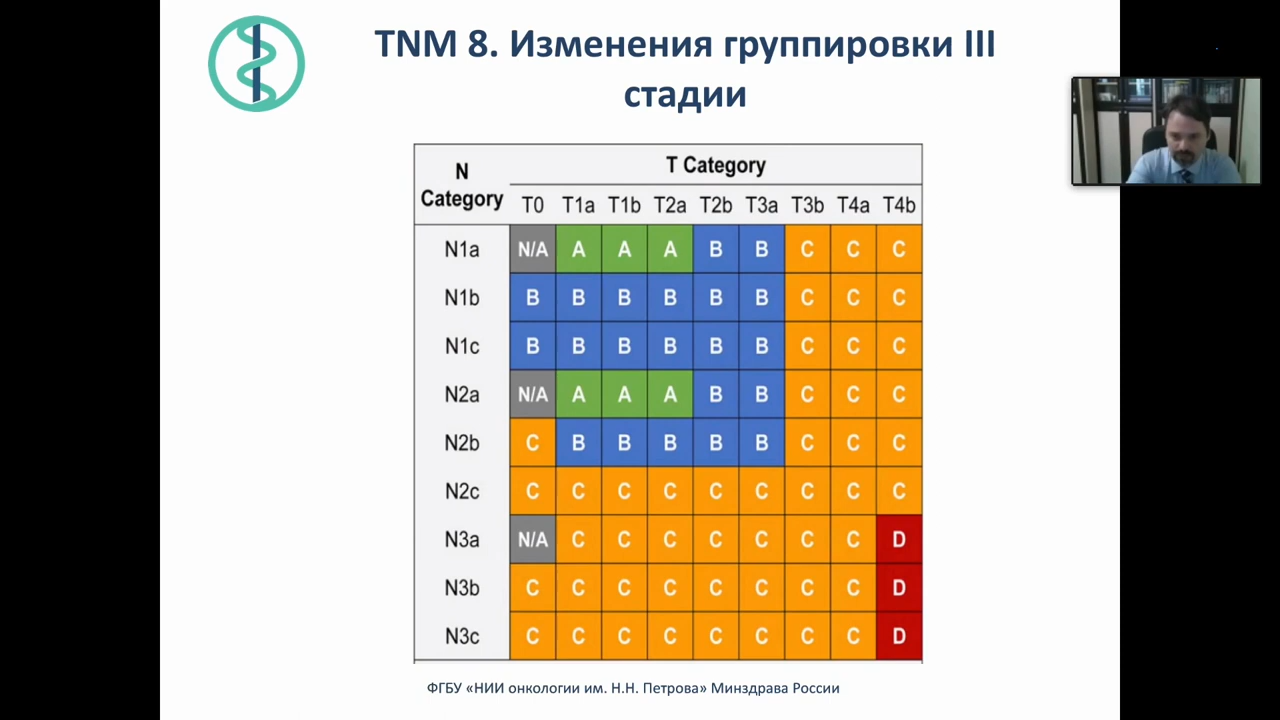 TNM 8. Изменения группировки III
стадии
N
Category
T Category
T0 T1a T1b T2a T2b T3a T3b T4a T4b
N1a N/A A A A B B C C C
N1b B B B B B B C C C
N1c B B B B B B C C C
N2a N/A A A A B B C C C
N2b C B B B B B C C C
N2c C C C C C C C C C
N3a N/A C C C C C C C D
N3b C C C C C C C C D
N3c C C C C C C C C D
ФГБУ «НИИ онкологии им. Н.Н. Петрова» Минздрава России